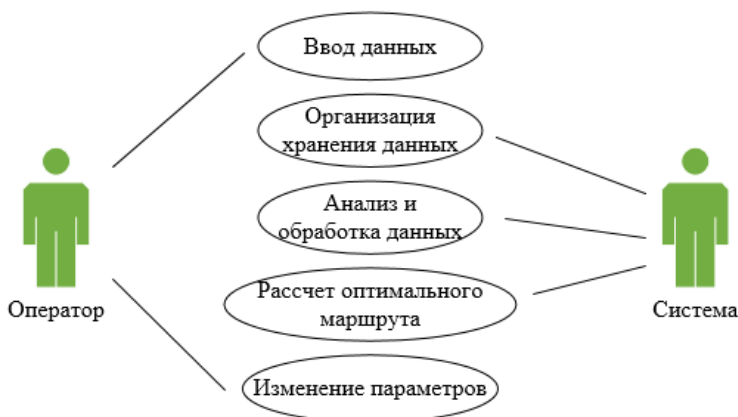 Ввод данных
Организация
хранения данных
Анализ и
обработка данных
Рассчет оптимального
маршрута
Изменение параметров
Оператор
Система